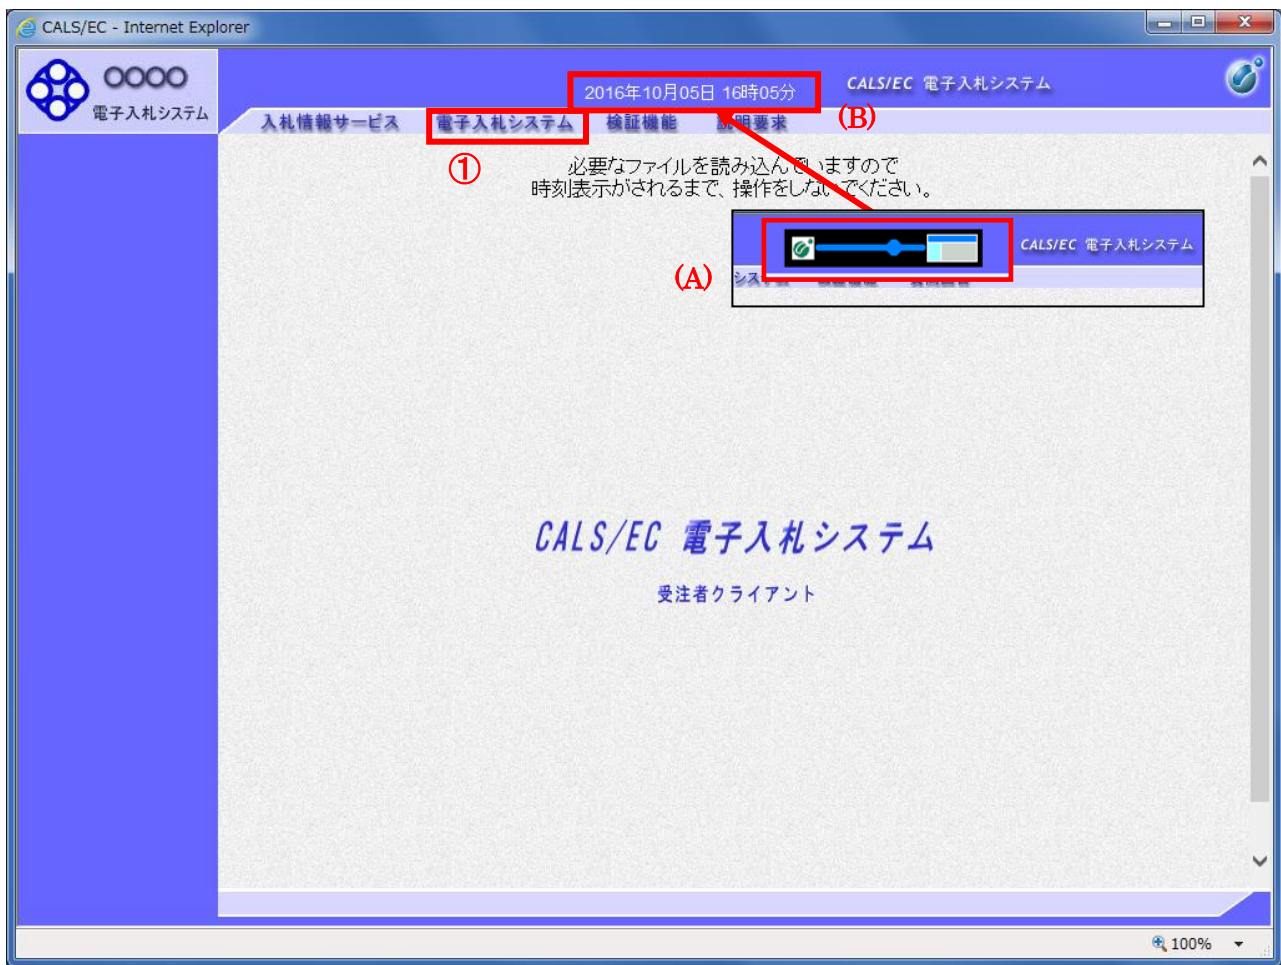 CALS/EC - Internet Explorer
○○○○
電子入札システム
2016年10月05日 16時05分
CALS/EC 電子入札システム
(B)
入札情報サービス
電子入札システム
検証機能
説明要求
①
必要なファイルを読み込んでいますので
時刻表示がされるまで、操作をしないでください。
CALS/EC 電子入札システム
(A)
CALS/EC 電子入札システム
受注者クライアント
100%